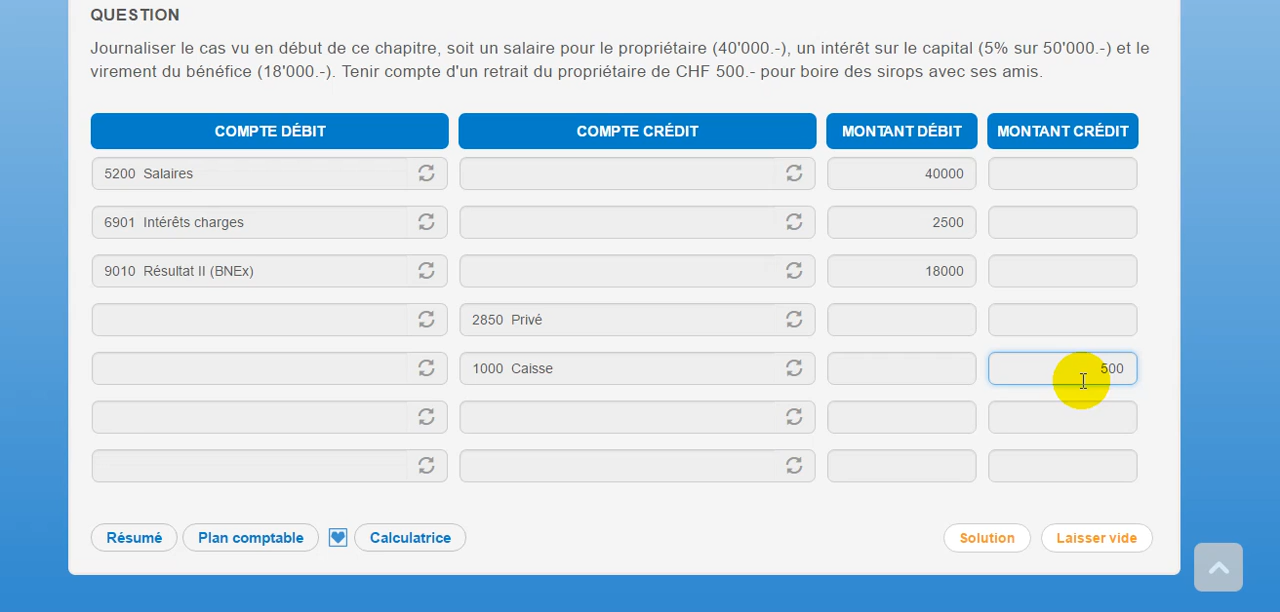 QUESTION
Journaliser le cas vu en début de ce chapitre, soit un salaire pour le propriétaire (40'000.-), un intérêt sur le capital (5% sur 50'000.-) et le
virement du bénéfice (18'000.-). Tenir compte d'un retrait du propriétaire de CHF 500.- pour boire des sirops avec ses amis.
COMPTE DÉBIT COMPTE CRÉDIT MONTANT DÉBIT MONTANT CRÉDIT
5200 Salaires 40000
6901 Intérêts charges 2500
9010 Résultat II (BNEx) 18000
2850 Privé
1000 Caisse 500
Résumé Plan comptable Calculatrice Solution Laisser vide